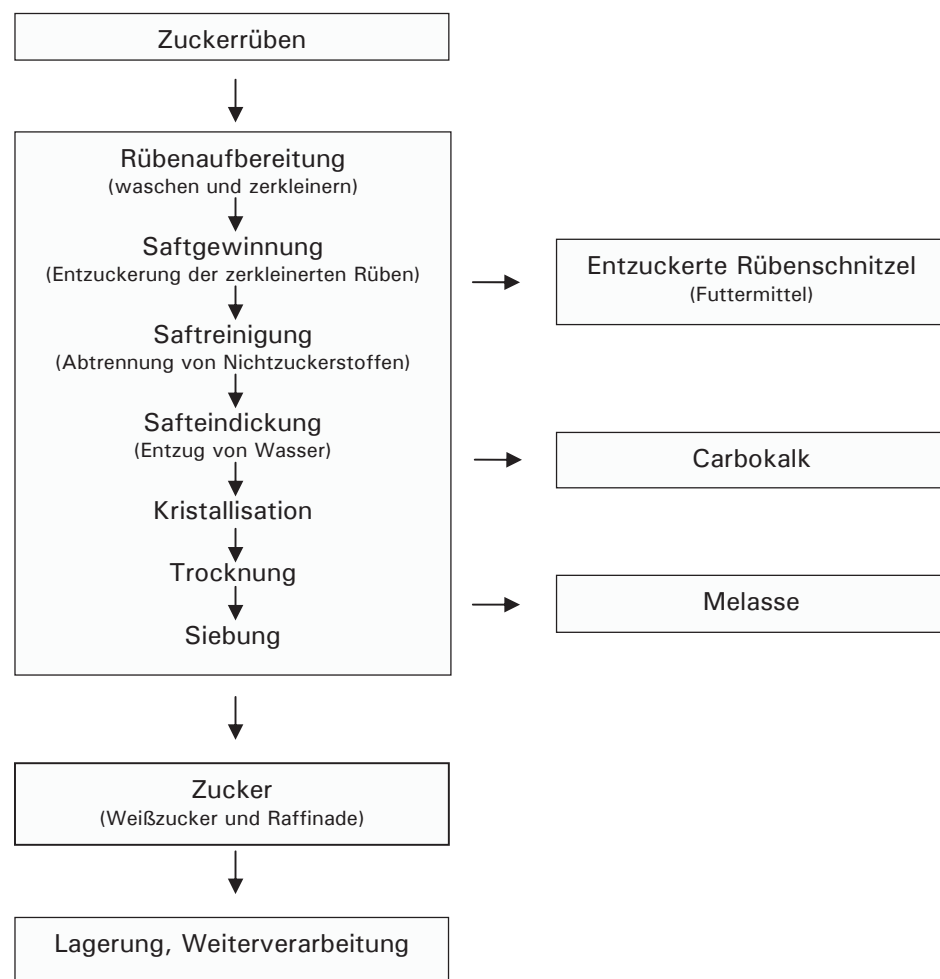 Zuckerrüben
Rübenaufbereitung
(waschen und zerkleinern)
Saftgewinnung
(Entzuckerung der zerkleinerten Rüben)
Entzuckerte Rübenschnitzel
(Futtermittel)
Saftreinigung
(Abtrennung von Nichtzuckerstoffen)
Safteindickung
(Entzug von Wasser)
Carbokalk
Kristallisation
Trocknung
Melasse
Siebung
Zucker
(Weißzucker und Raffinade)
Lagerung, Weiterverarbeitung